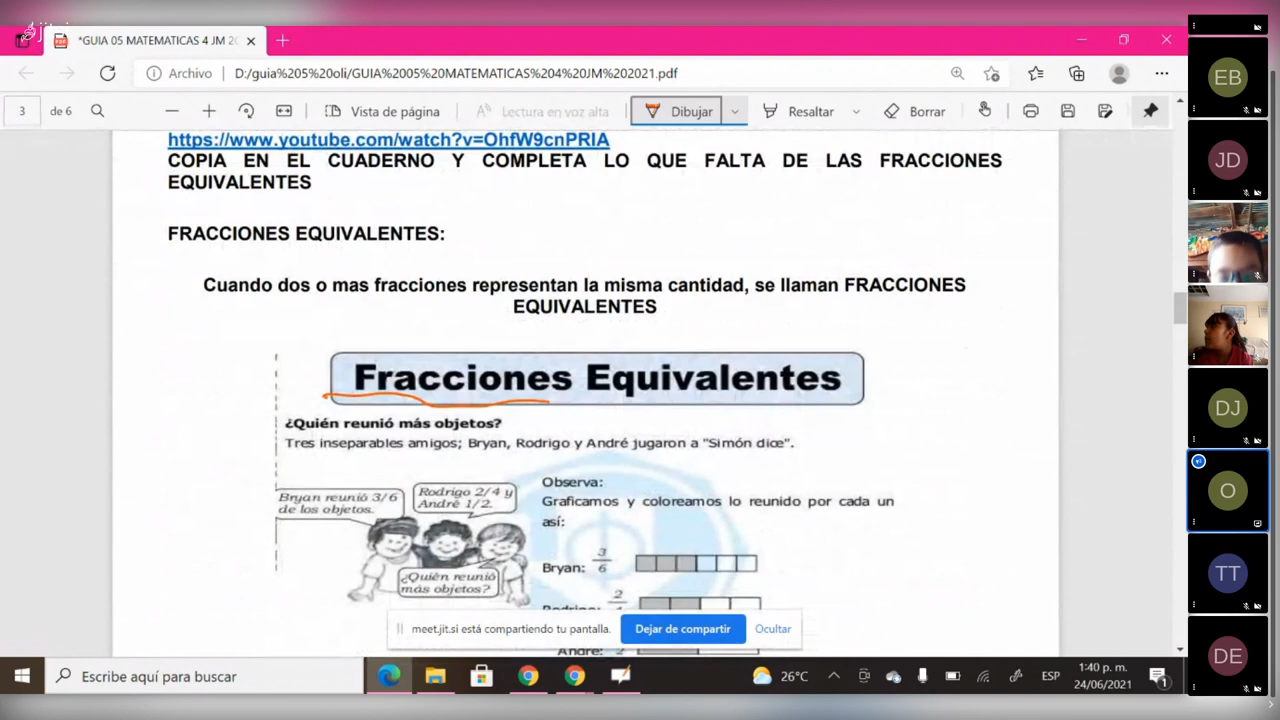 *GUIA 05 MATEMATICAS 4 JM 20
Archivo
D:/guia%205%20oli/GUIA%2005%20MATEMATICAS%204%20JM%202021.pdf
3 de 6
Vista de página
Lectura en voz alta
Dibujar
Resaltar
Borrar
https://www.youtube.com/watch?v=OhfW9cnPRIA
COPIA EN EL CUADERNO Y COMPLETA LO QUE FALTA DE LAS FRACCIONES
EQUIVALENTES
FRACCIONES EQUIVALENTES:
Cuando dos o mas fracciones representan la misma cantidad, se llaman FRACCIONES
EQUIVALENTES
Fracciones Equivalentes
¿Quién reunió más objetos?
Tres inseparables amigos; Bryan, Rodrigo y André jugaron a "Simón dice".
Bryan reunió 3/6
de los objetos.
Rodrigo 2/4 y
André 1/2.
¿Quién reunió
más objetos?
Observa:
Graficamos y coloreamos lo reunido por cada un
así:
Bryan: 3/6
André: 2
meet.jit.si está compartiendo tu pantalla.
Dejar de compartir
Ocultar
EB
JD
DJ
O
TT
DE
Escribe aquí para buscar
26°C
ESP
1:40 p. m.
24/06/2021
1